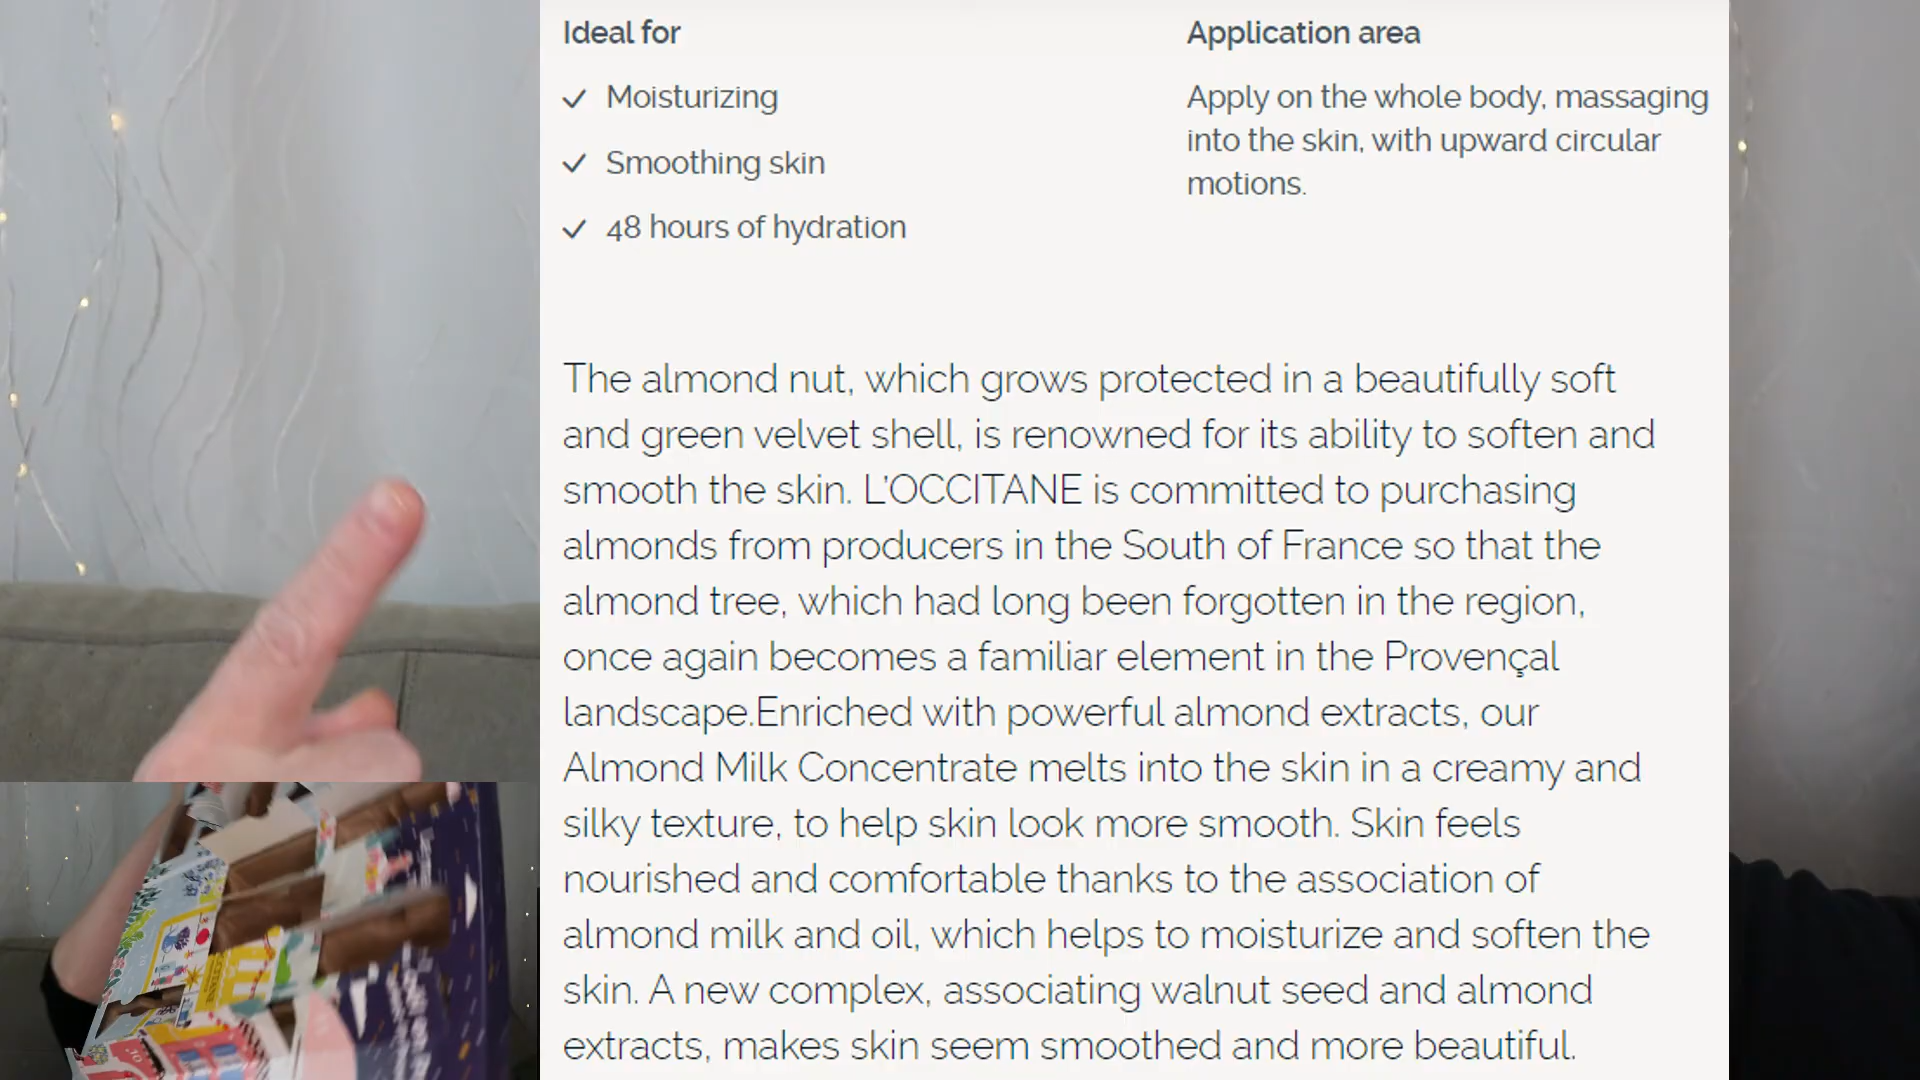 Ideal for
Moisturizing
Smoothing skin
48 hours of hydration
Application area
Apply on the whole body, massaging
into the skin, with upward circular
motions.
The almond nut, which grows protected in a beautifully soft
and green velvet shell, is renowned for its ability to soften and
smooth the skin. L'OCCITANE is committed to purchasing
almonds from producers in the South of France so that the
almond tree, which had long been forgotten in the region,
once again becomes a familiar element in the Provençal
landscape.Enriched with powerful almond extracts, our
Almond Milk Concentrate melts into the skin in a creamy and
silky texture, to help skin look more smooth. Skin feels
nourished and comfortable thanks to the association of
almond milk and oil, which helps to moisturize and soften the
skin. A new complex, associating walnut seed and almond
extracts, makes skin seem smoothed and more beautiful.